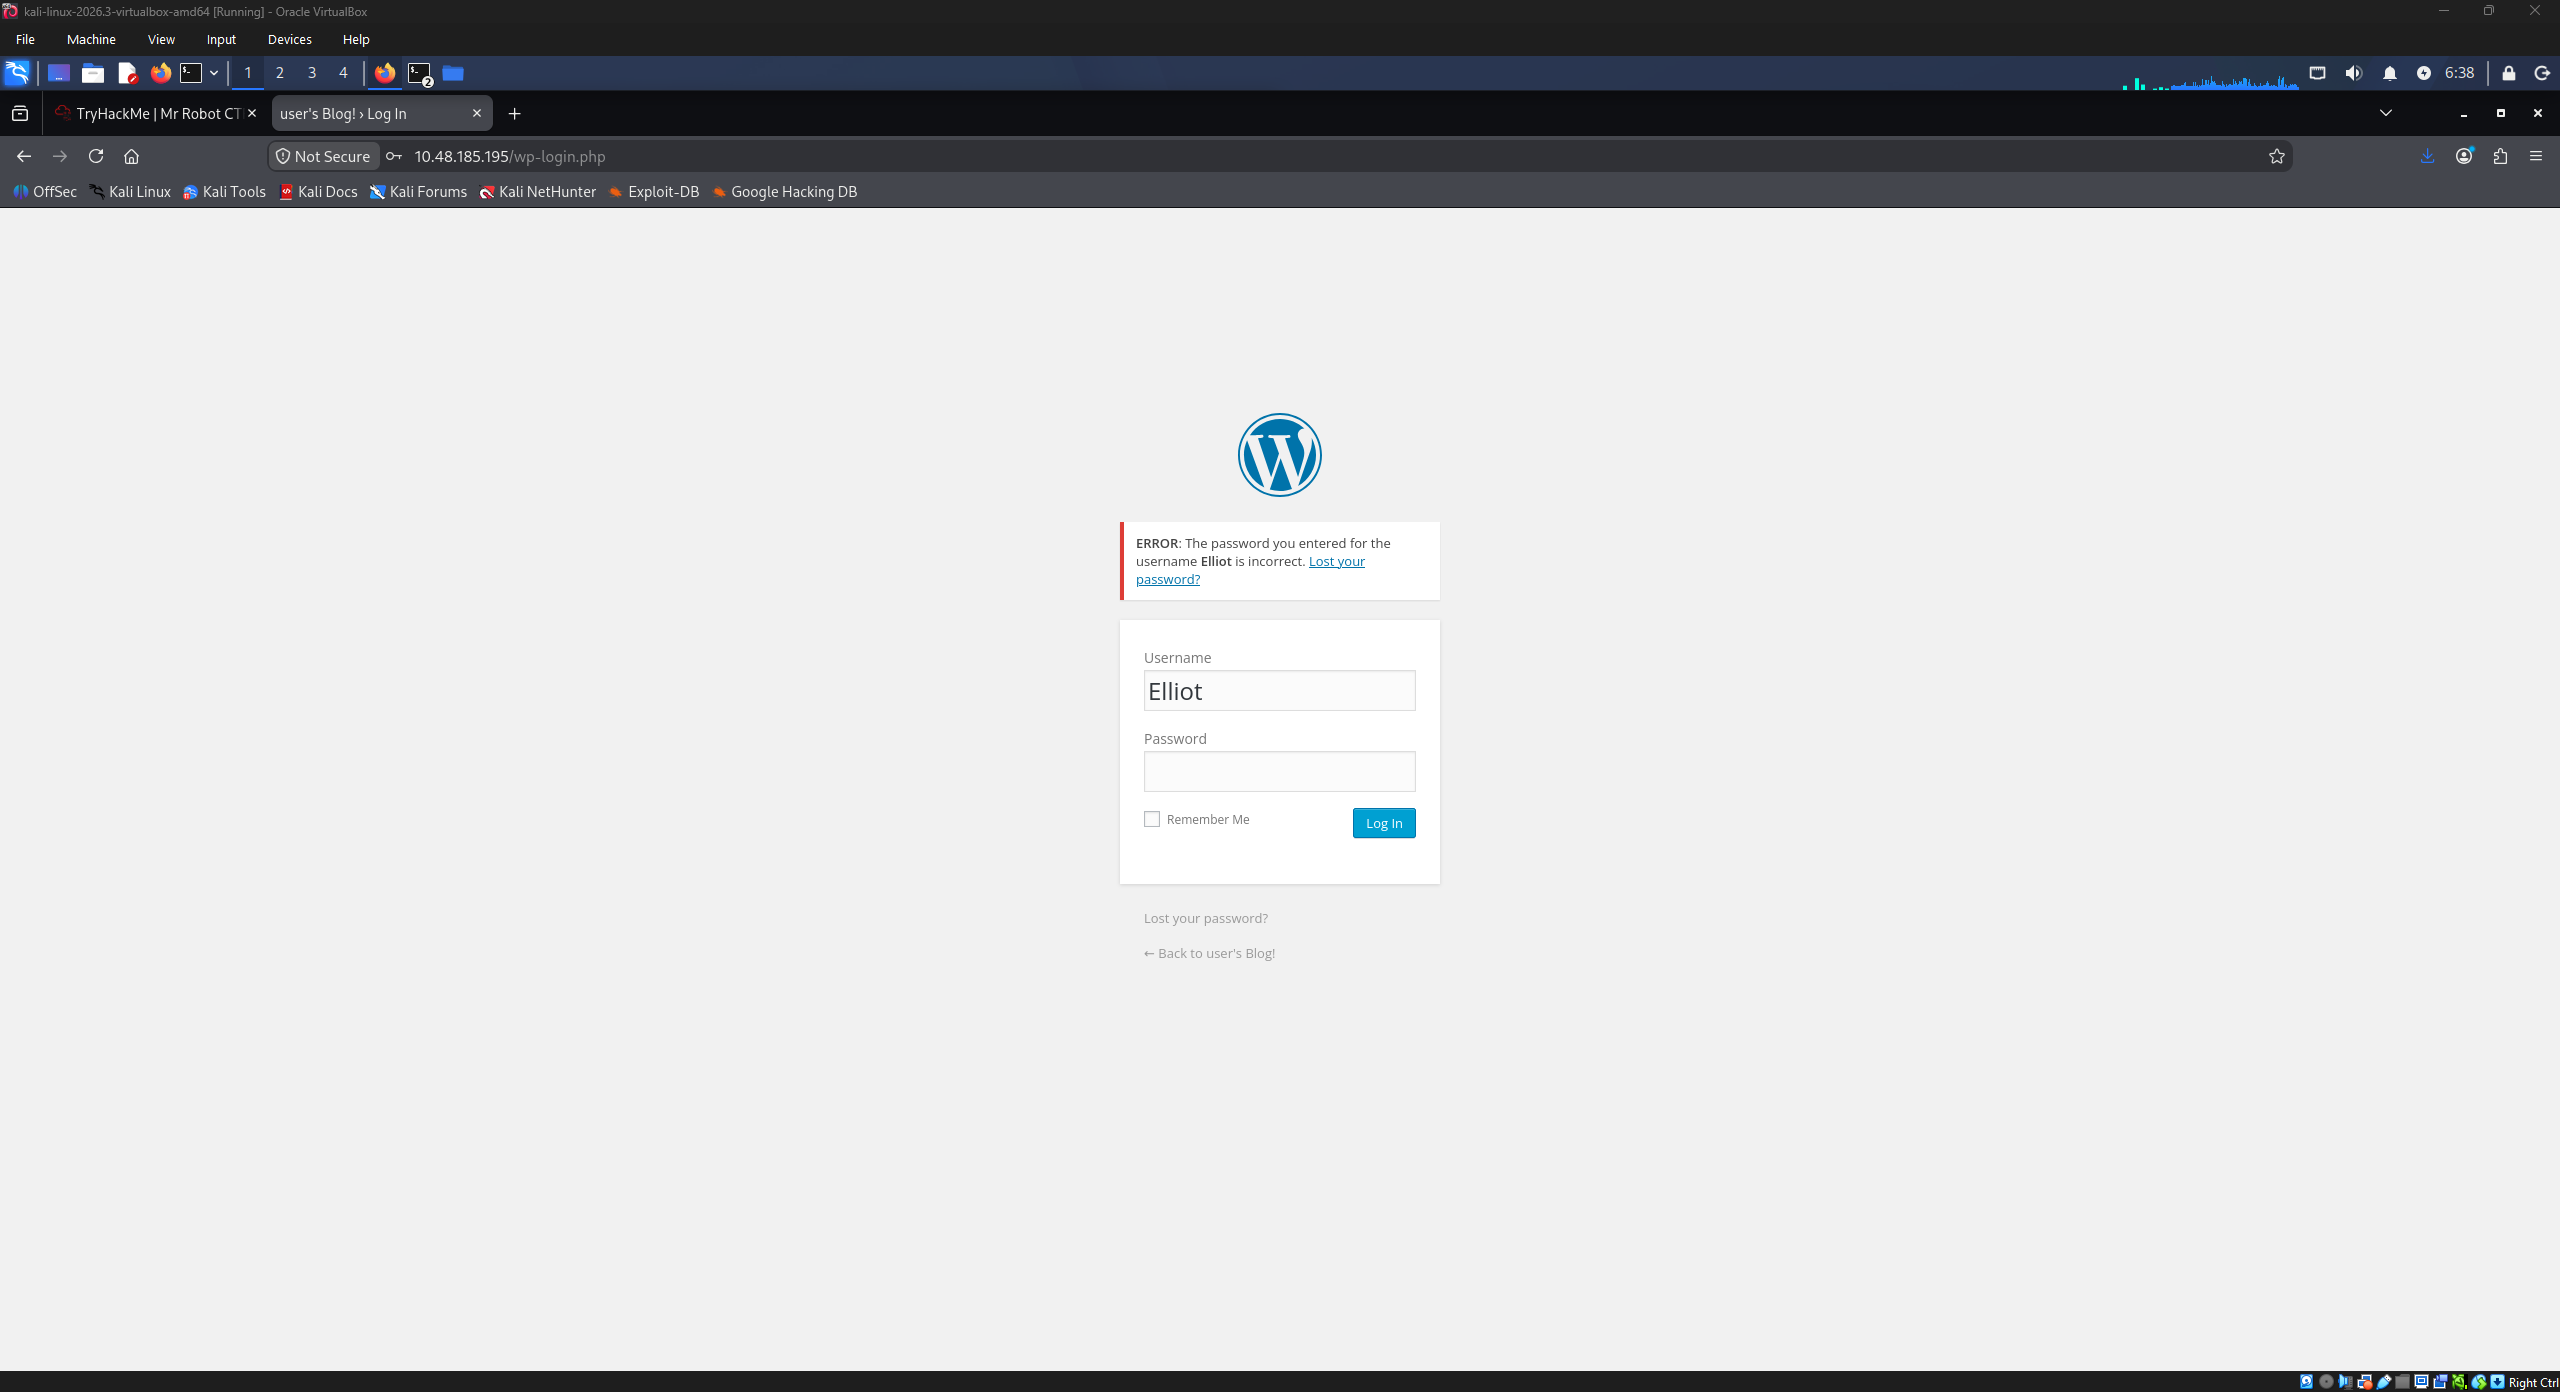 kali-linux-2026.3-virtualbox-amd64 [Running] - Oracle VirtualBox
File Machine View Input Devices Help
1 2 3 4 2 6:38
TryHackMe | Mr Robot CT user's Blog! › Log In
Not Secure 10.48.185.195/wp-login.php
OffSec Kali Linux Kali Tools Kali Docs Kali Forums Kali NetHunter Exploit-DB Google Hacking DB
ERROR: The password you entered for the
username Elliot is incorrect. Lost your
password?
Username
Elliot
Password
Remember Me Log In
Lost your password?
← Back to user's Blog!
Right Ctrl